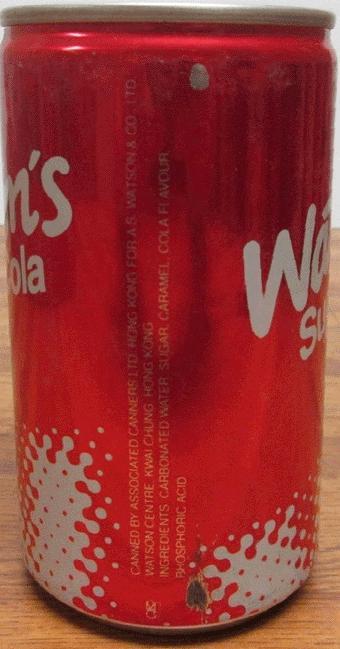 n's
ola
CANNED BY ASSOCIATED CANNERS LTD. HONG KONG FOR A.S. WATSON & CO., LTD.
WATSON CENTRE, KWAI CHUNG, HONG KONG
INGREDIENTS CARBONATED WATER, SUGAR, CARAMEL, COLA FLAVOUR,
PHOSPHORIC ACID
Wa
su